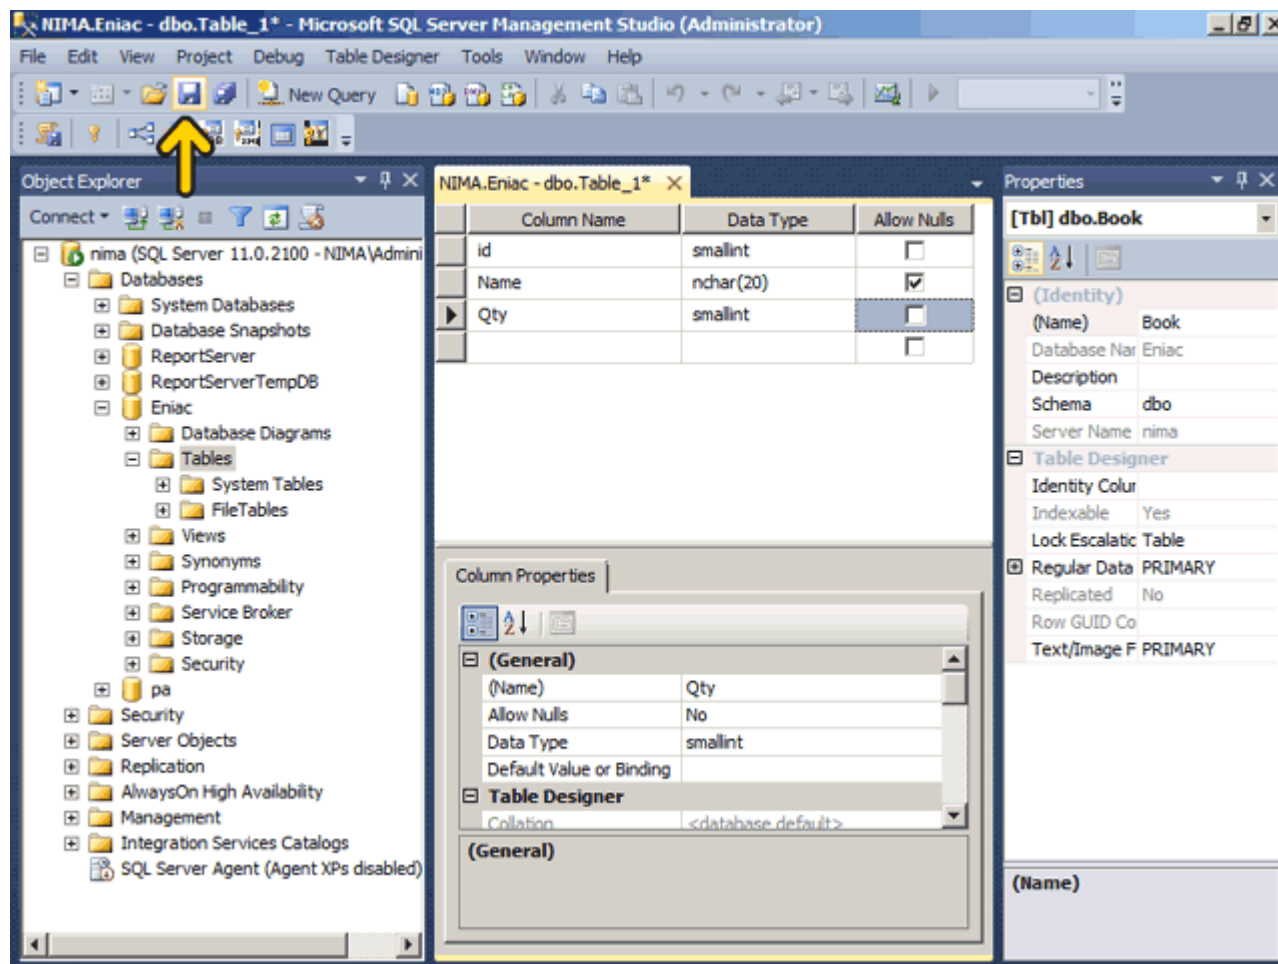 NIMA.Eniac - dbo.Table_1* - Microsoft SQL Server Management Studio (Administrator)
File Edit View Project Debug Table Designer Tools Window Help
New Query
Object Explorer
Connect
nima (SQL Server 11.0.2100 - NIMA\Admini
Databases
System Databases
Database Snapshots
ReportServer
ReportServerTempDB
Eniac
Database Diagrams
Tables
System Tables
FileTables
Views
Synonyms
Programmability
Service Broker
Storage
Security
pa
Security
Server Objects
Replication
AlwaysOn High Availability
Management
Integration Services Catalogs
SQL Server Agent (Agent XPs disabled)
NIMA.Eniac - dbo.Table_1*
Column Name Data Type Allow Nulls
id smallint
Name nchar(20)
Qty smallint
Column Properties
(General)
(Name) Qty
Allow Nulls No
Data Type smallint
Default Value or Binding
Table Designer
Collation <database default>
(General)
Properties
[Tbl] dbo.Book
(Identity)
(Name) Book
Database Nar Eniac
Description
Schema dbo
Server Name nima
Table Designer
Identity Colur
Indexable Yes
Lock Escalatic Table
Regular Data PRIMARY
Replicated No
Row GUID Co
Text/Image F PRIMARY
(Name)